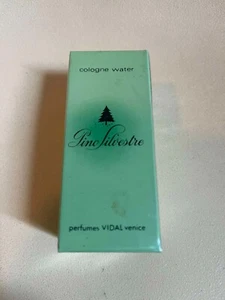 cologne water
Pino Silvestre
perfumes VIDAL venice